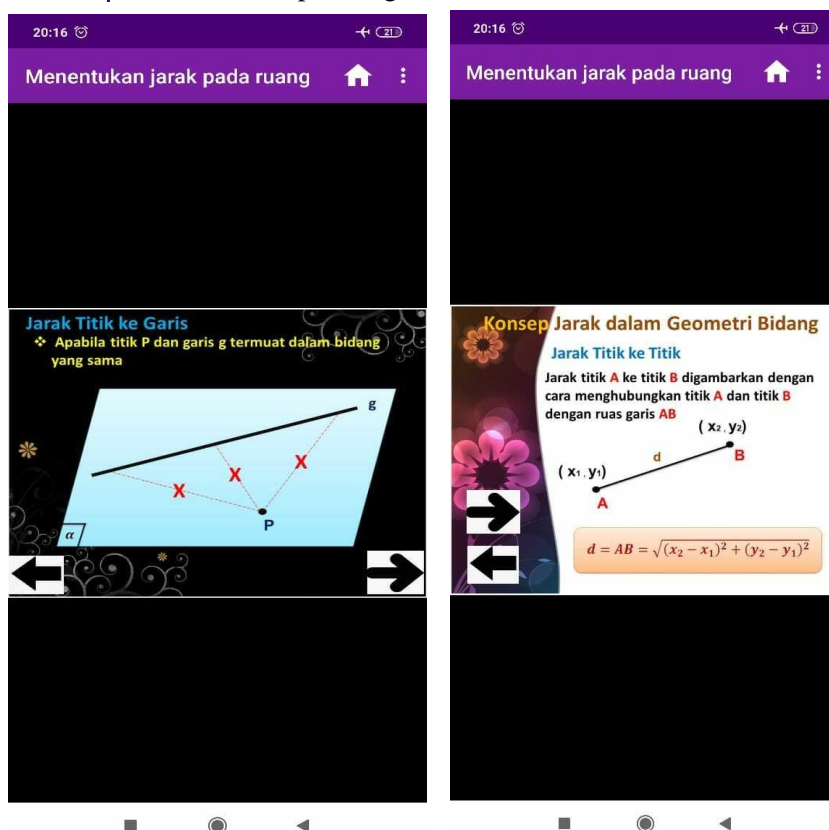 20:16
21
Menentukan jarak pada ruang
Jarak Titik ke Garis
❖ Apabila titik P dan garis g termuat dalam bidang
yang sama
g
X
X
X
P
α
20:16
21
Menentukan jarak pada ruang
Konsep Jarak dalam Geometri Bidang
Jarak Titik ke Titik
Jarak titik A ke titik B digambarkan dengan
cara menghubungkan titik A dan titik B
dengan ruas garis AB
( x₂ , y₂)
d
B
( x₁ , y₁)
A
d = AB = √(x₂ − x₁)² + (y₂ − y₁)²